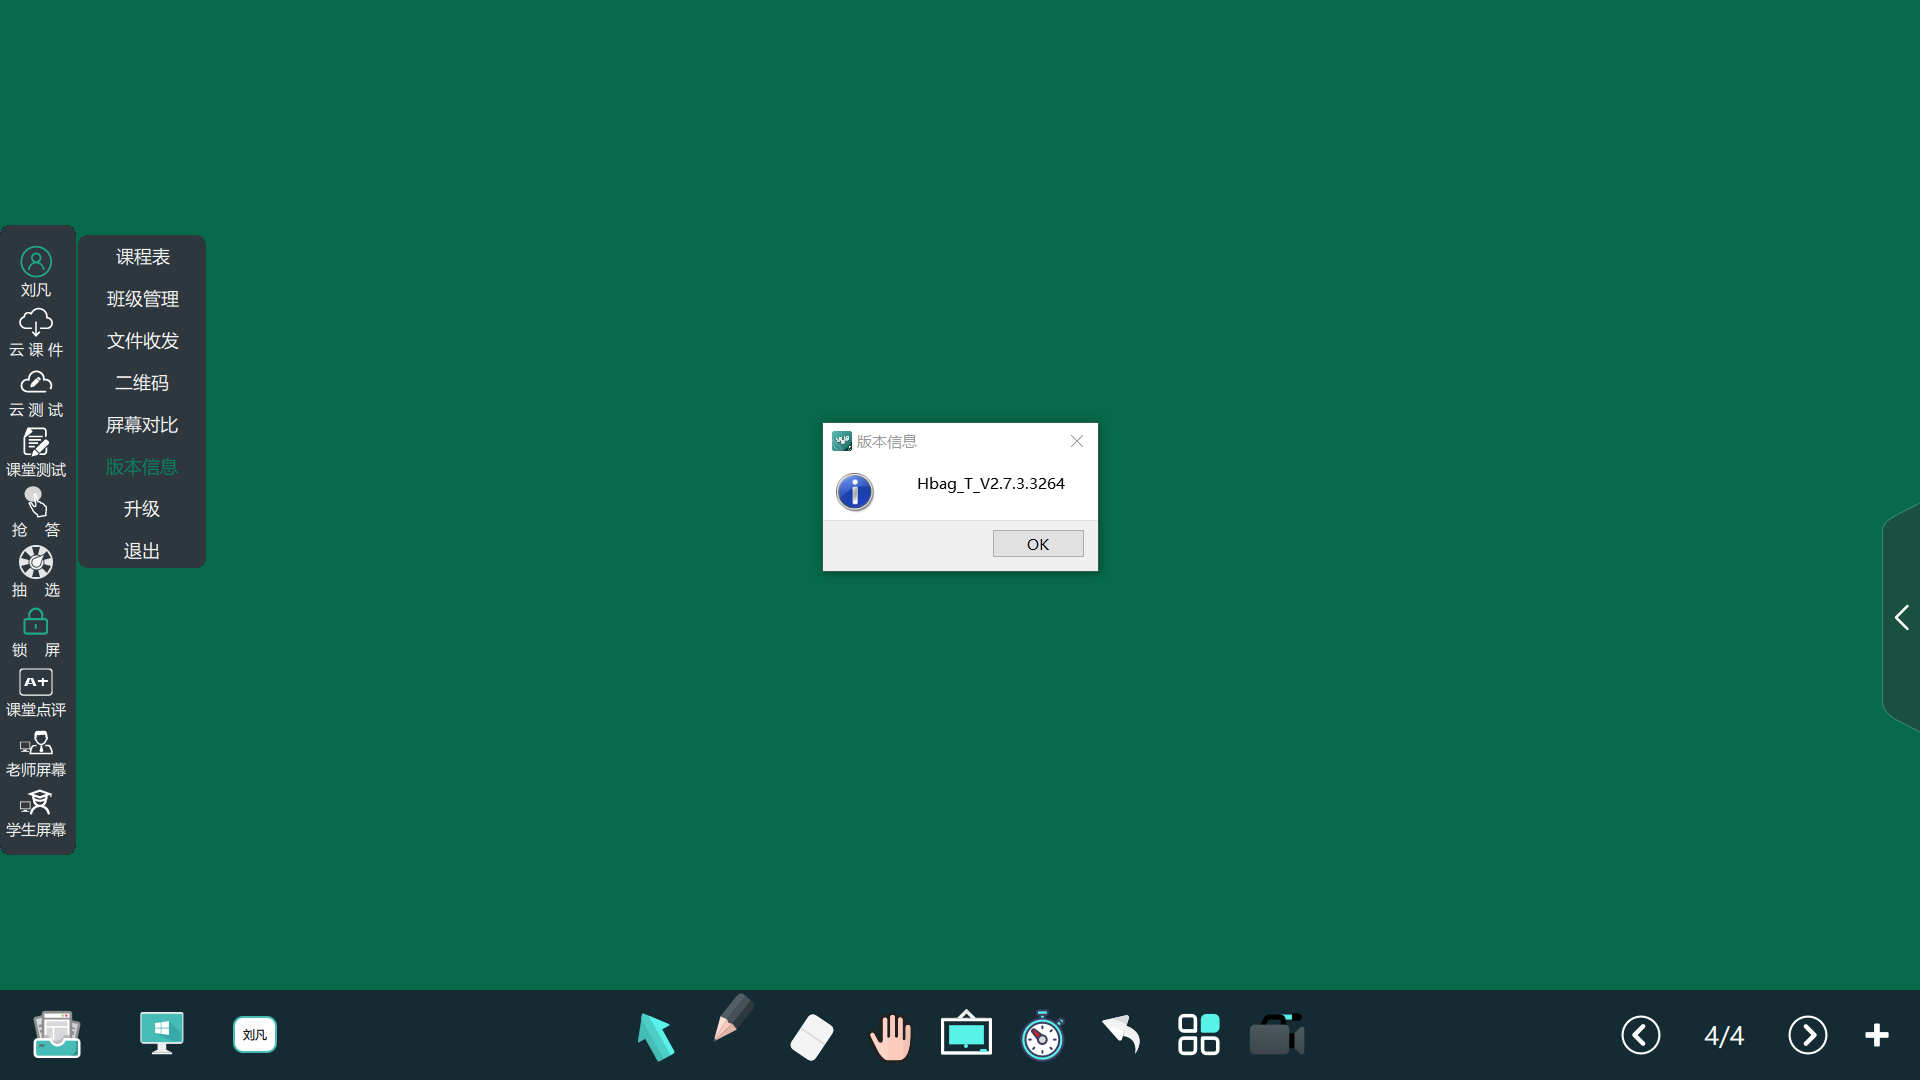 刘凡
云课件
云测试
课堂测试
抢 答
抽 选
锁 屏
A+
课堂点评
老师屏幕
学生屏幕
课程表
班级管理
文件收发
二维码
屏幕对比
版本信息
升级
退出
版本信息
Hbag_T_V2.7.3.3264
OK
刘凡
4/4